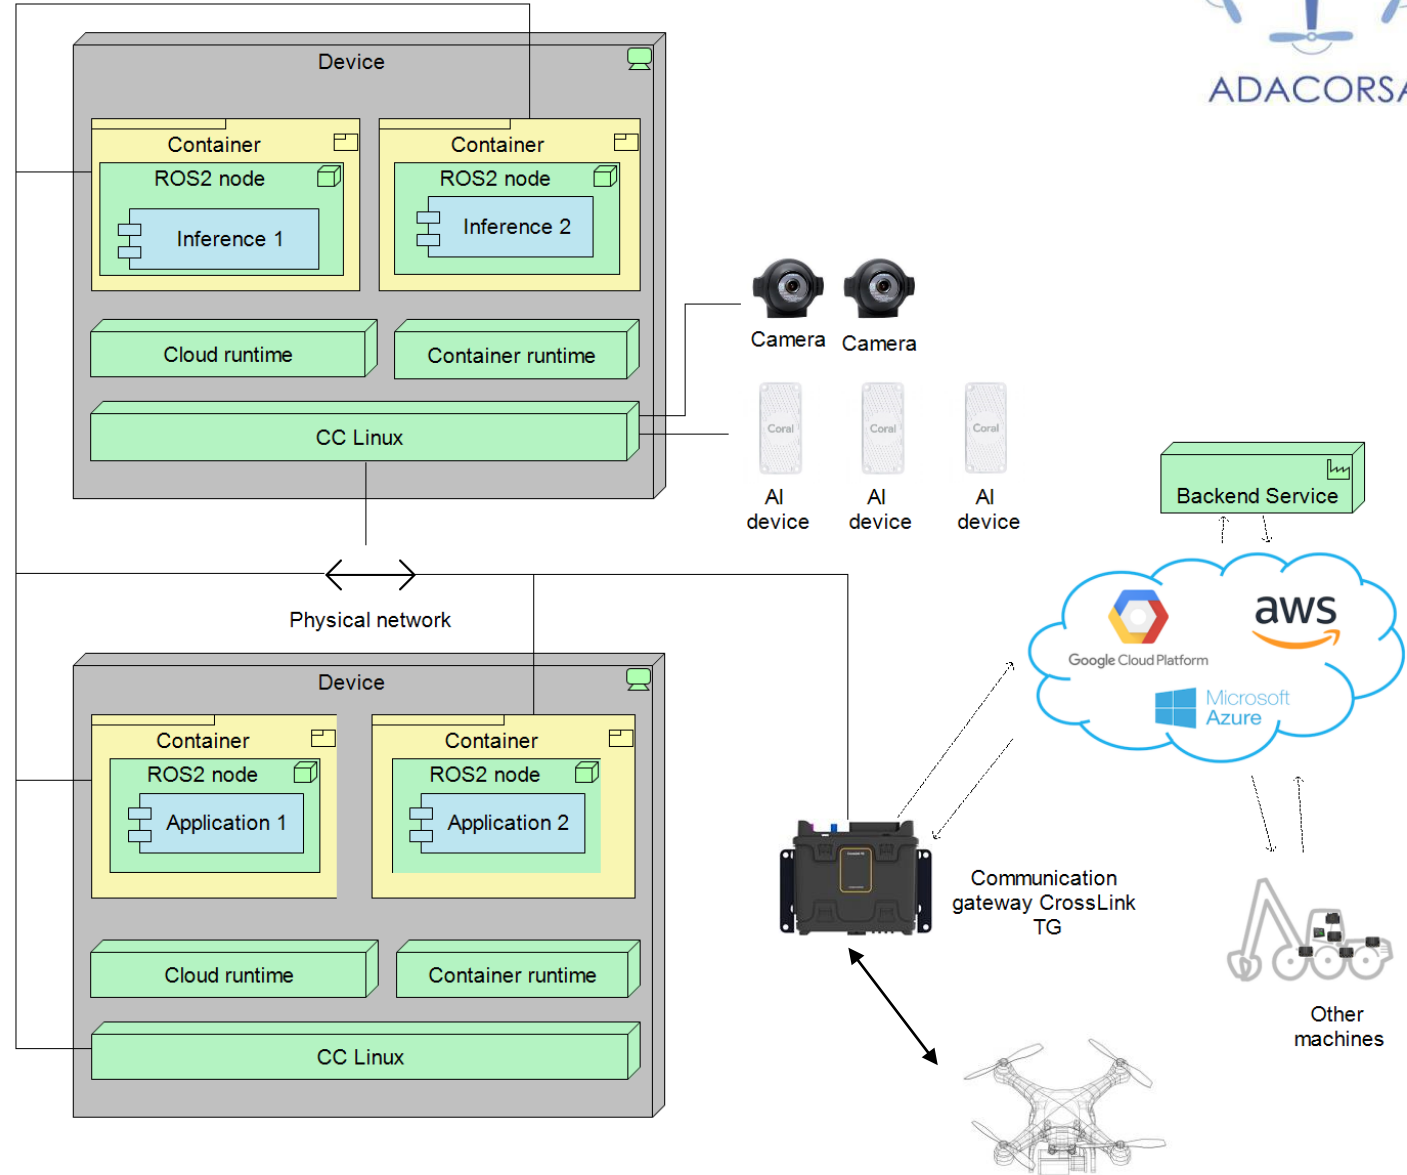 ADACORSA
Device
Container
Container
ROS2 node
ROS2 node
Inference 1
Inference 2
Cloud runtime
Container runtime
CC Linux
Camera
Camera
Coral
Coral
Coral
AI
device
AI
device
AI
device
Physical network
Device
Container
Container
ROS2 node
ROS2 node
Application 1
Application 2
Cloud runtime
Container runtime
CC Linux
Backend Service
Google Cloud Platform
aws
Microsoft
Azure
Communication
gateway CrossLink
TG
Other
machines